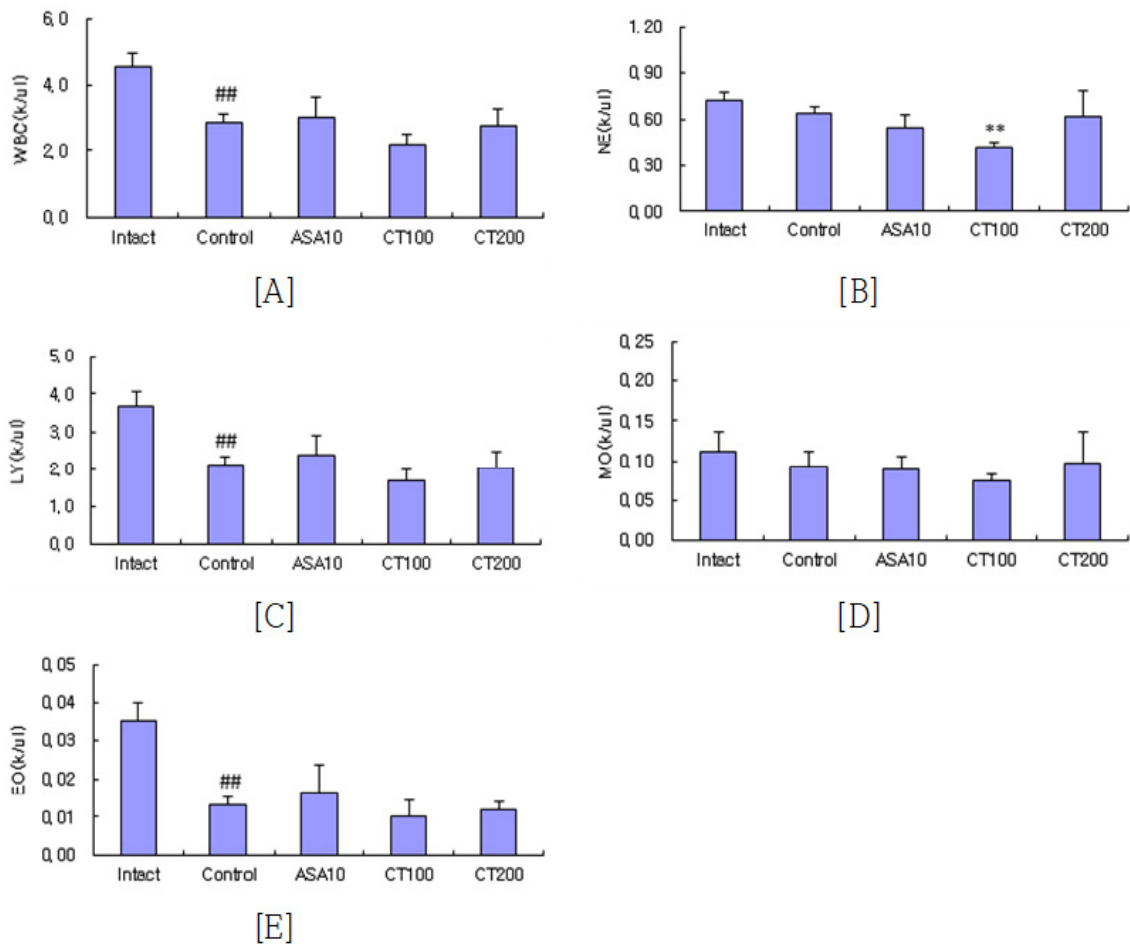 6,0
4,0
2,0
0,0
WBC(k/ul)
##
Intact Control ASA10 CT100 CT200
[A]
1.20
0,90
0,60
0,30
0,00
NE(k/ul)
**
Intact Control ASA10 CT100 CT200
[B]
5,0
4,0
3,0
2,0
1,0
0,0
LY(k/ul)
##
Intact Control ASA10 CT100 CT200
[C]
0,25
0,20
0,15
0,10
0,05
0,00
MO(k/ul)
Intact Control ASA10 CT100 CT200
[D]
0,05
0,04
0,03
0,02
0,01
0,00
EO(k/ul)
##
Intact Control ASA10 CT100 CT200
[E]